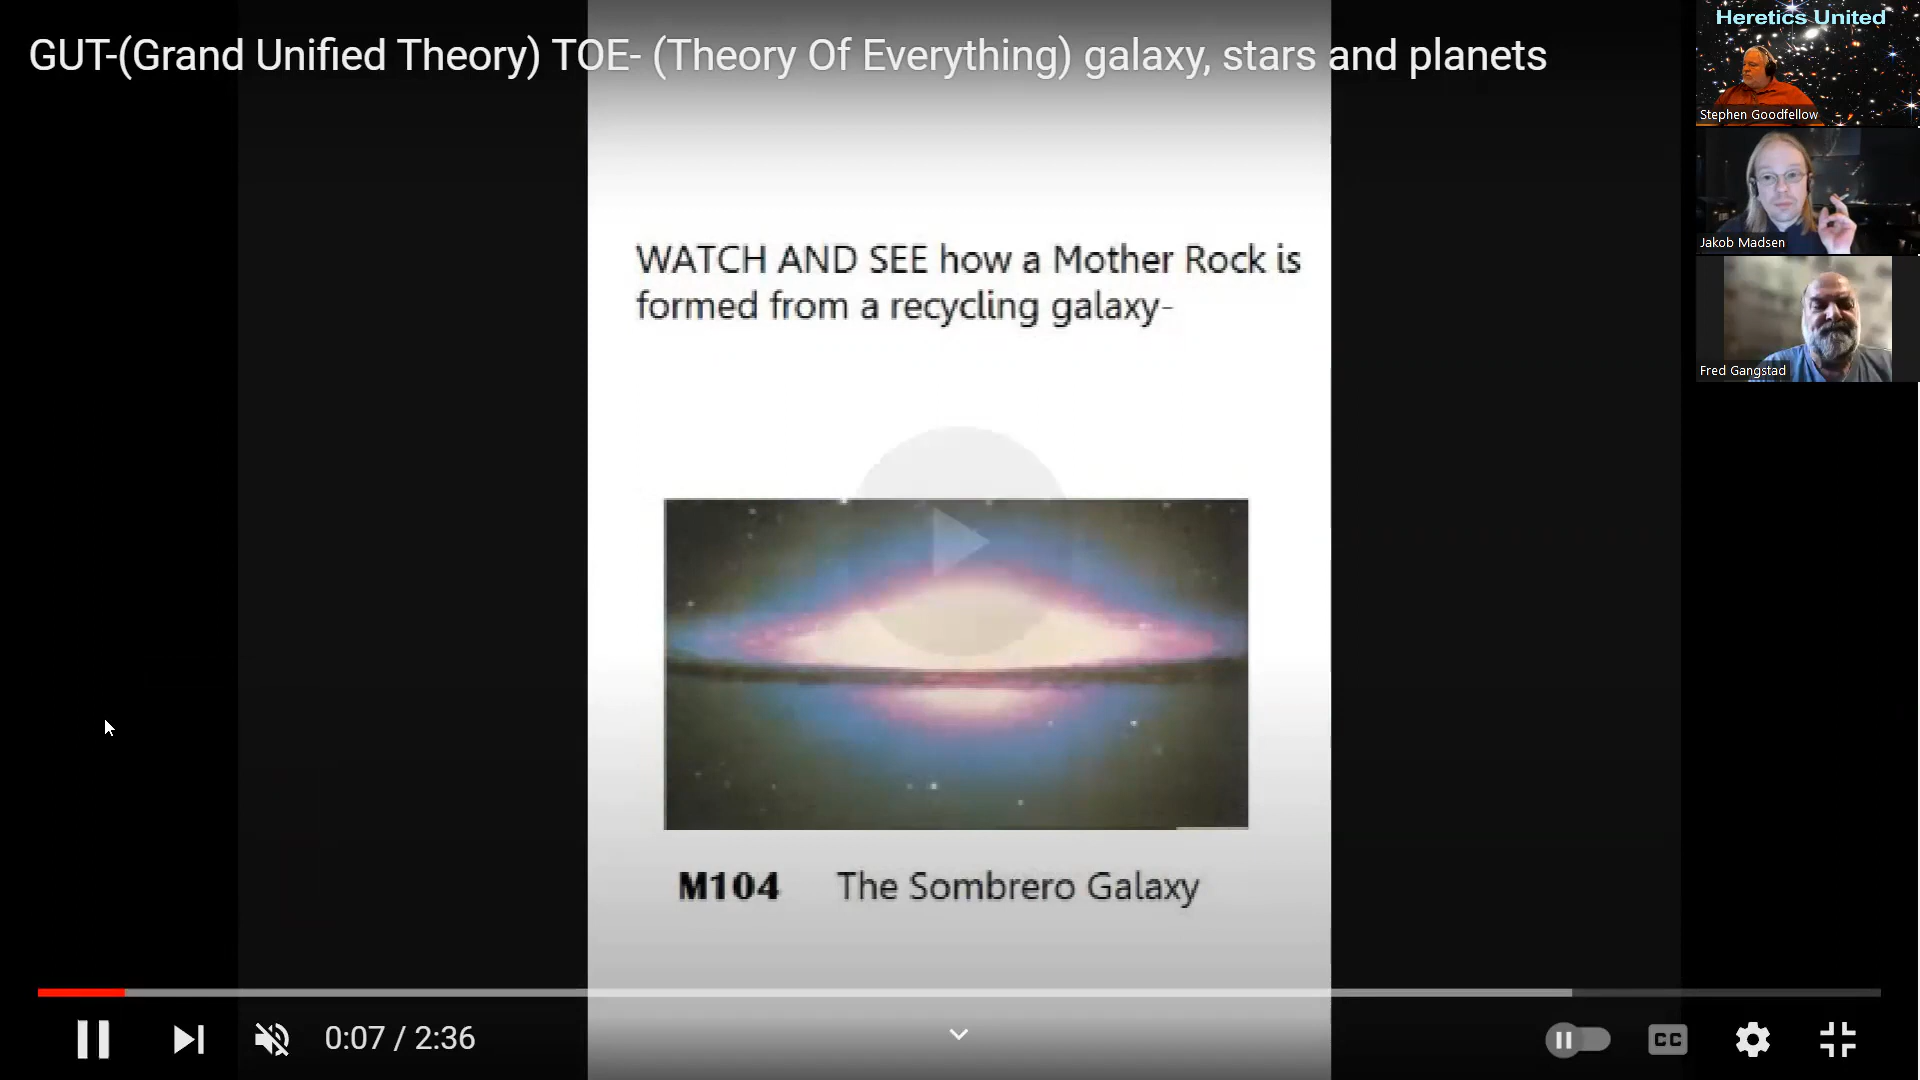 GUT-(Grand Unified Theory) TOE- (Theory Of Everything) galaxy, stars and planets
Heretics United
Stephen Goodfellow
Jakob Madsen
Fred Gangstad
WATCH AND SEE how a Mother Rock is
formed from a recycling galaxy-
M104 The Sombrero Galaxy
0:07 / 2:36
CC